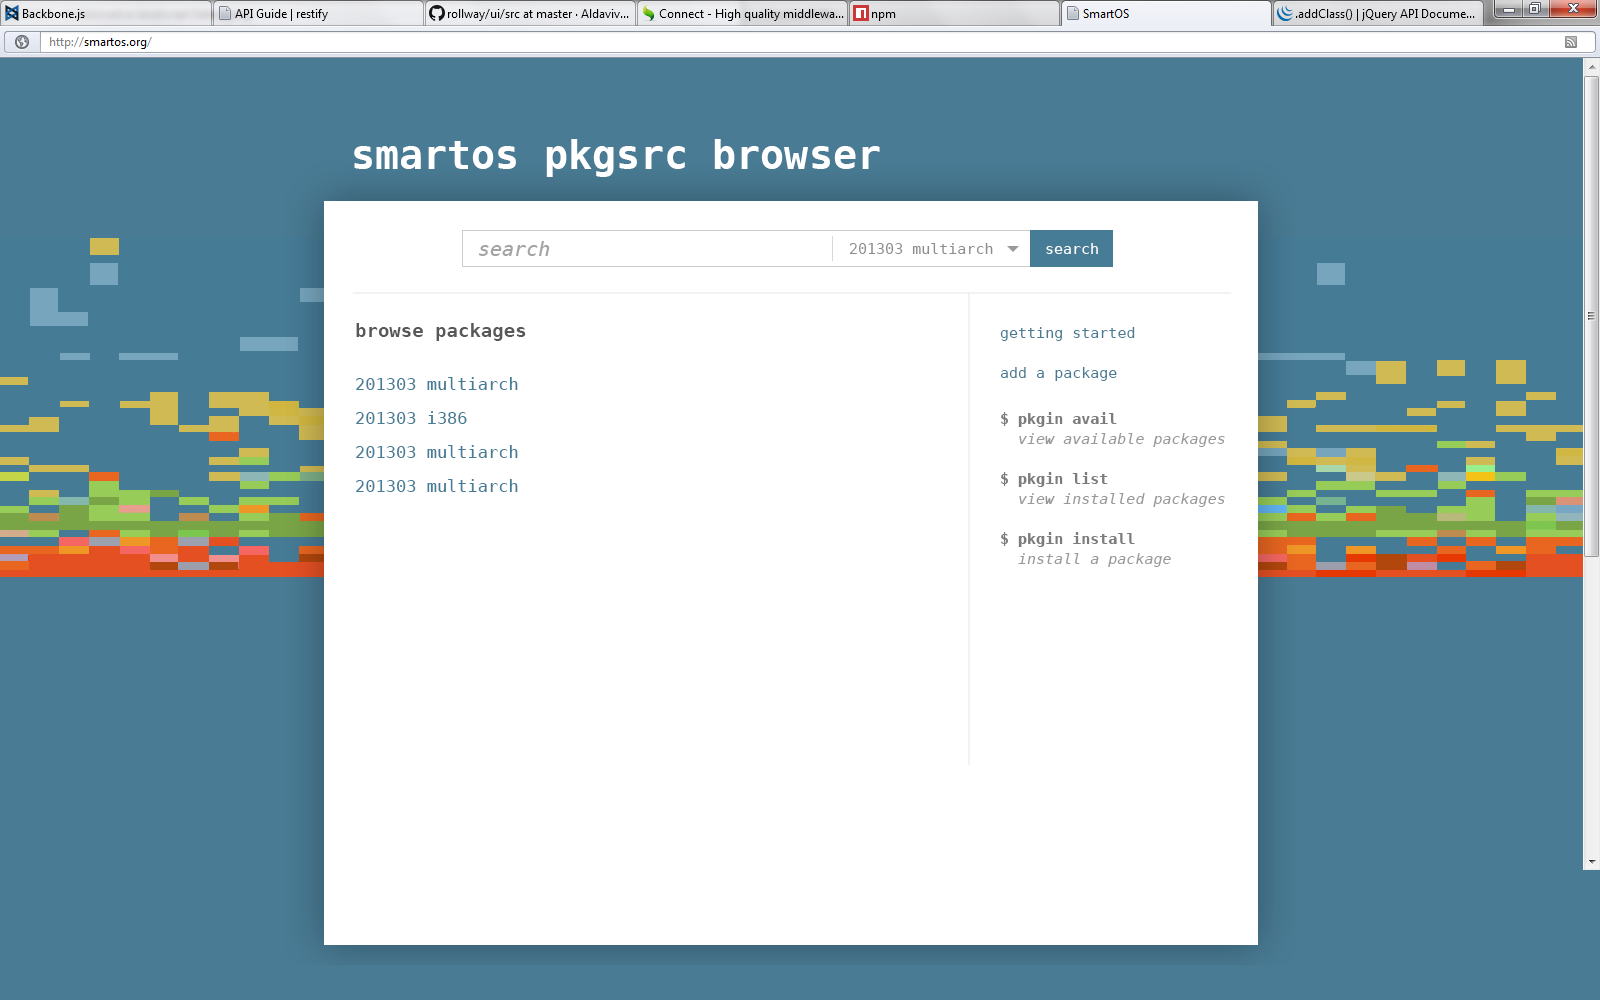 Backbone.js
API Guide | restify
rollway/ui/src at master · Aldaviv...
Connect - High quality middlewa...
npm
SmartOS
.addClass() | jQuery API Docume...
http://smartos.org/
smartos pkgsrc browser
search
201303 multiarch
search
browse packages
201303 multiarch
201303 i386
201303 multiarch
201303 multiarch
getting started
add a package
$ pkgin avail
view available packages
$ pkgin list
view installed packages
$ pkgin install
install a package